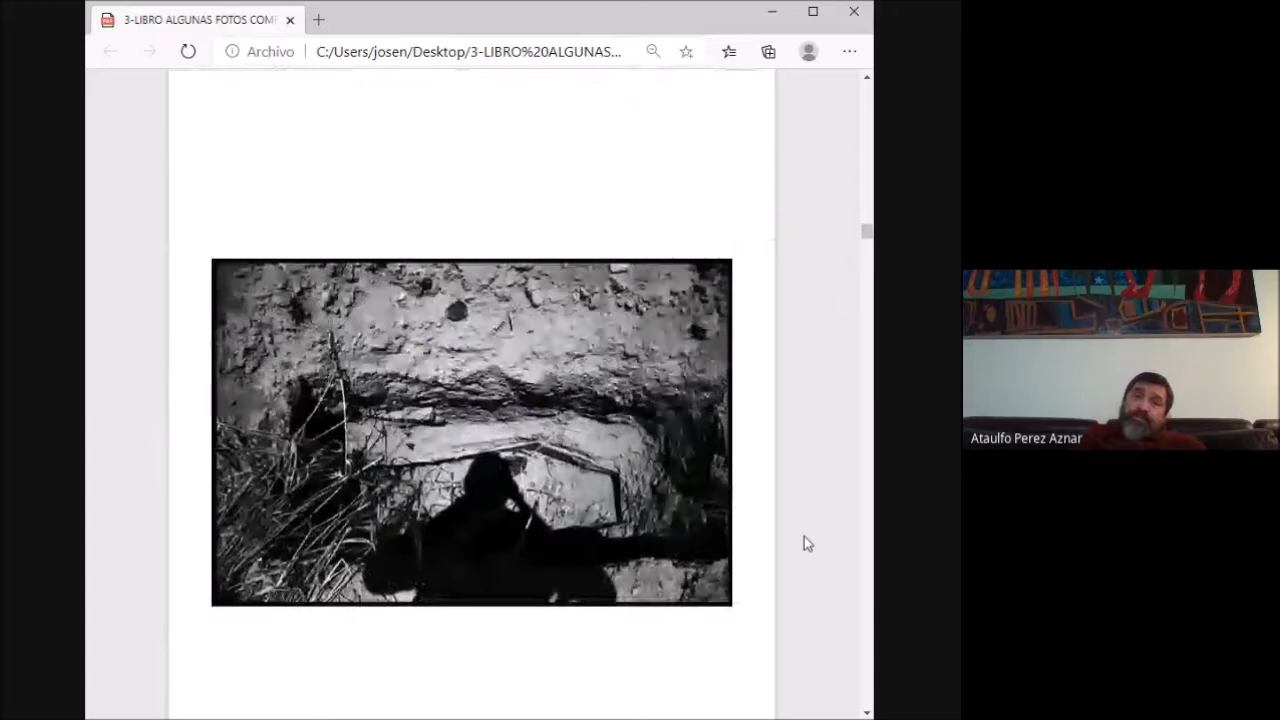 3-LIBRO ALGUNAS FOTOS COM
Archivo
C:/Users/josen/Desktop/3-LIBRO%20ALGUNAS...
Ataulfo Perez Aznar